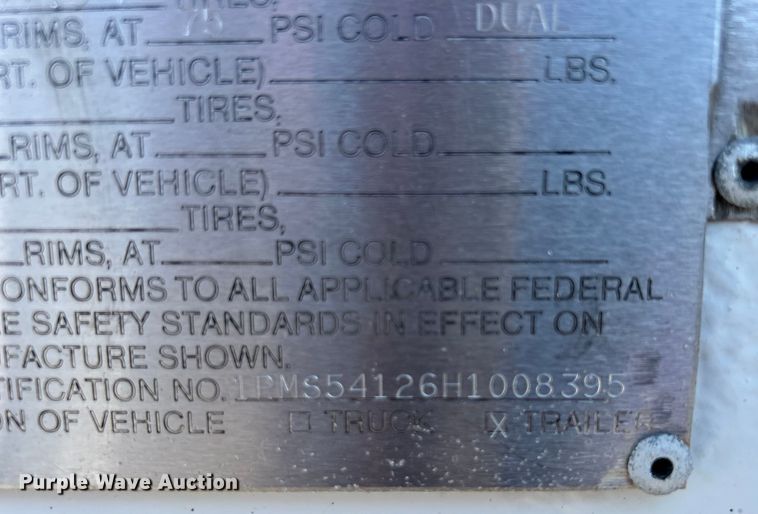 TIRES,
RIMS, AT 75 PSI COLD DUAL
RT. OF VEHICLE) LBS.
TIRES,
RIMS, AT PSI COLD
RT. OF VEHICLE) LBS.
TIRES,
RIMS, AT PSI COLD
ONFORMS TO ALL APPLICABLE FEDERAL
E SAFETY STANDARDS IN EFFECT ON
UFACTURE SHOWN.
TIFICATION NO. 1PMS54126H1008395
ON OF VEHICLE ☐ TRUCK ☒ TRAILER
Purple Wave Auction